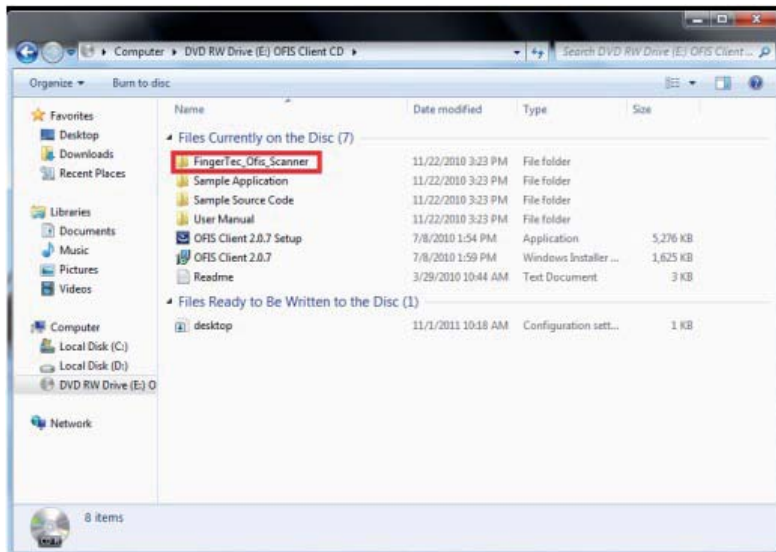 Computer ▸ DVD RW Drive (E:) OFIS Client CD ▸
Search DVD RW Drive (E:) OFIS Client ...
Organize Burn to disc
Favorites
Desktop
Downloads
Recent Places
Libraries
Documents
Music
Pictures
Videos
Computer
Local Disk (C:)
Local Disk (D:)
DVD RW Drive (E:) O
Network
Name Date modified Type Size
Files Currently on the Disc (7)
FingerTec_Ofis_Scanner 11/22/2010 3:23 PM File folder
Sample Application 11/22/2010 3:23 PM File folder
Sample Source Code 11/22/2010 3:23 PM File folder
User Manual 11/22/2010 3:23 PM File folder
OFIS Client 2.0.7 Setup 7/8/2010 1:54 PM Application 5,276 KB
OFIS Client 2.0.7 7/8/2010 1:59 PM Windows Installer ... 1,625 KB
Readme 3/29/2010 10:44 AM Text Document 3 KB
Files Ready to Be Written to the Disc (1)
desktop 11/1/2011 10:18 AM Configuration sett... 1 KB
8 items